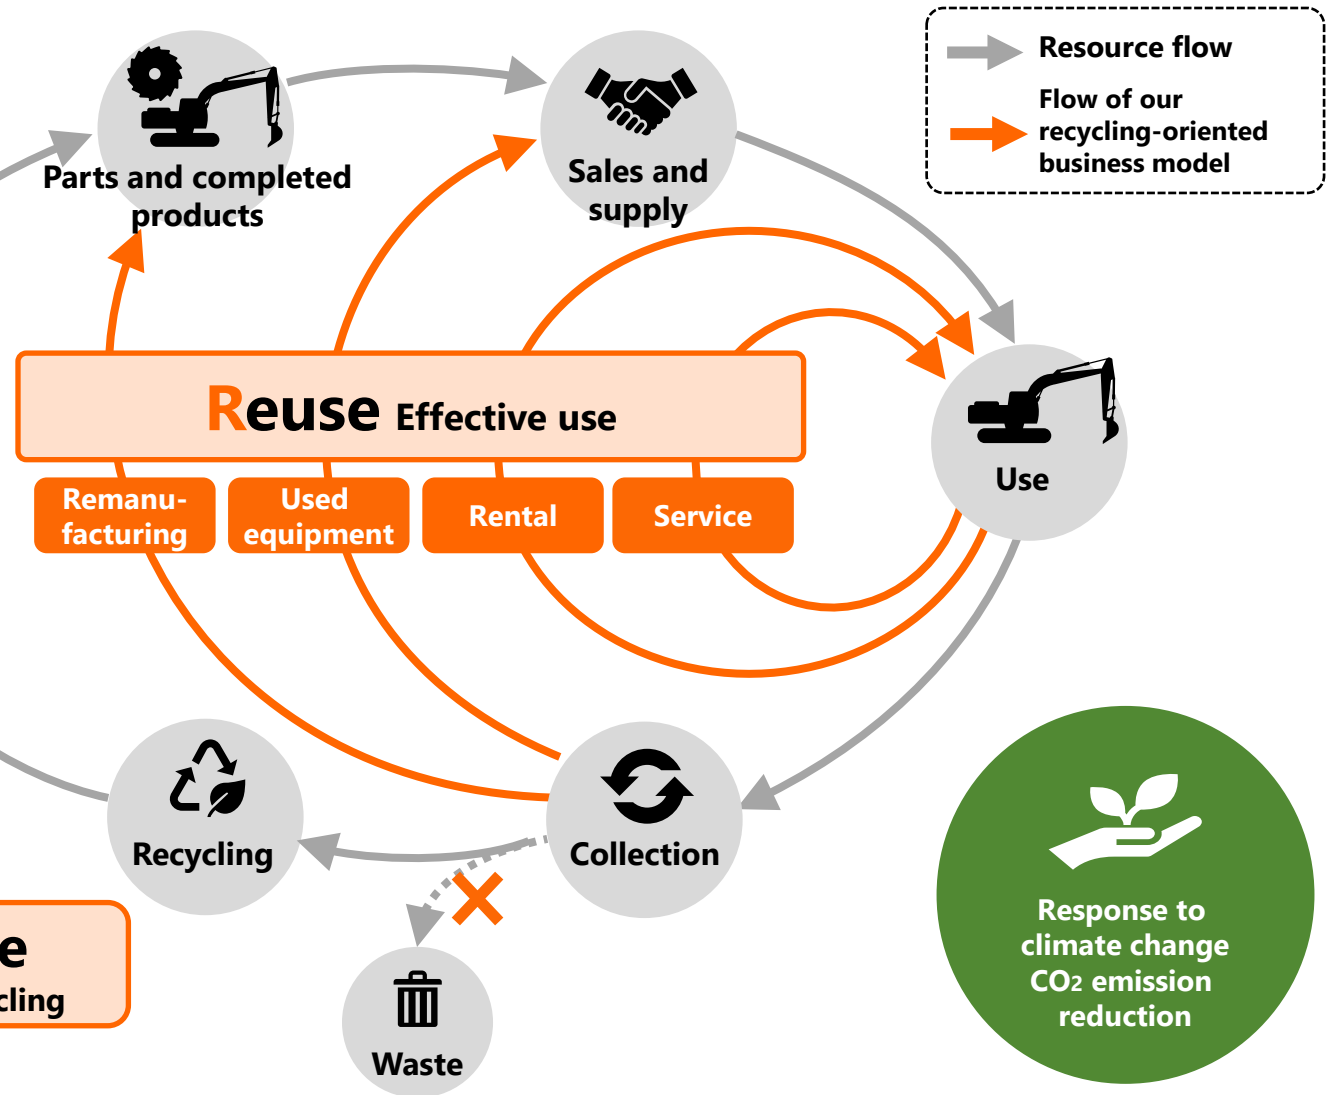 Resource flow
Flow of our
recycling-oriented
business model
Parts and completed
products
Sales and
supply
Reuse Effective use
Use
Remanu-
facturing
Used
equipment
Rental
Service
Recycling
Collection
Waste
e
cling
Response to
climate change
CO2 emission
reduction